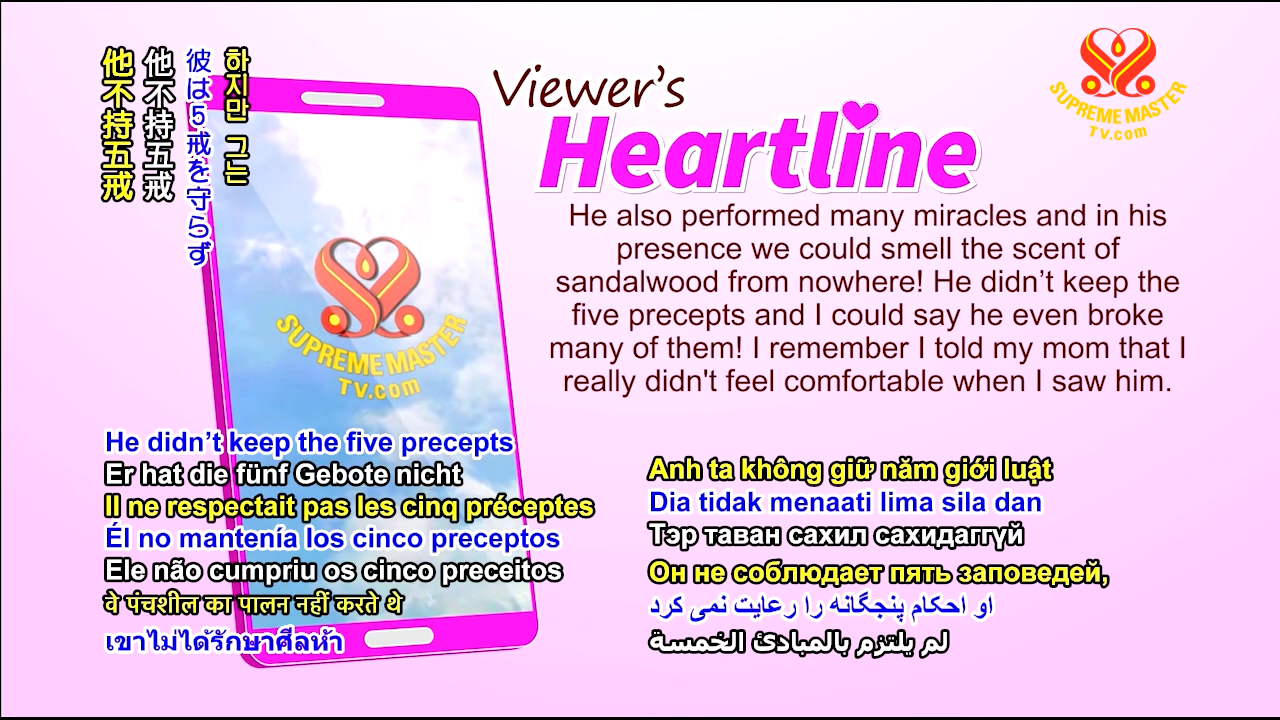 他不持五戒
他不持五戒
彼は5戒を守らず
하지만 그는
Viewer's
Heartline
SUPREME MASTER
TV.com
He also performed many miracles and in his
presence we could smell the scent of
sandalwood from nowhere! He didn’t keep the
five precepts and I could say he even broke
many of them! I remember I told my mom that I
really didn't feel comfortable when I saw him.
SUPREME MASTER
TV.com
He didn’t keep the five precepts
Er hat die fünf Gebote nicht
Il ne respectait pas les cinq préceptes
Él no mantenía los cinco preceptos
Ele não cumpriu os cinco preceitos
वे पंचशील का पालन नहीं करते थे
เขาไม่ได้รักษาศีลห้า
Anh ta không giữ năm giới luật
Dia tidak menaati lima sila dan
Тэр таван сахил сахидаггүй
Он не соблюдает пять заповедей,
او احکام پنجگانه را رعایت نمی کرد
لم يلتزم بالمبادئ الخمسة